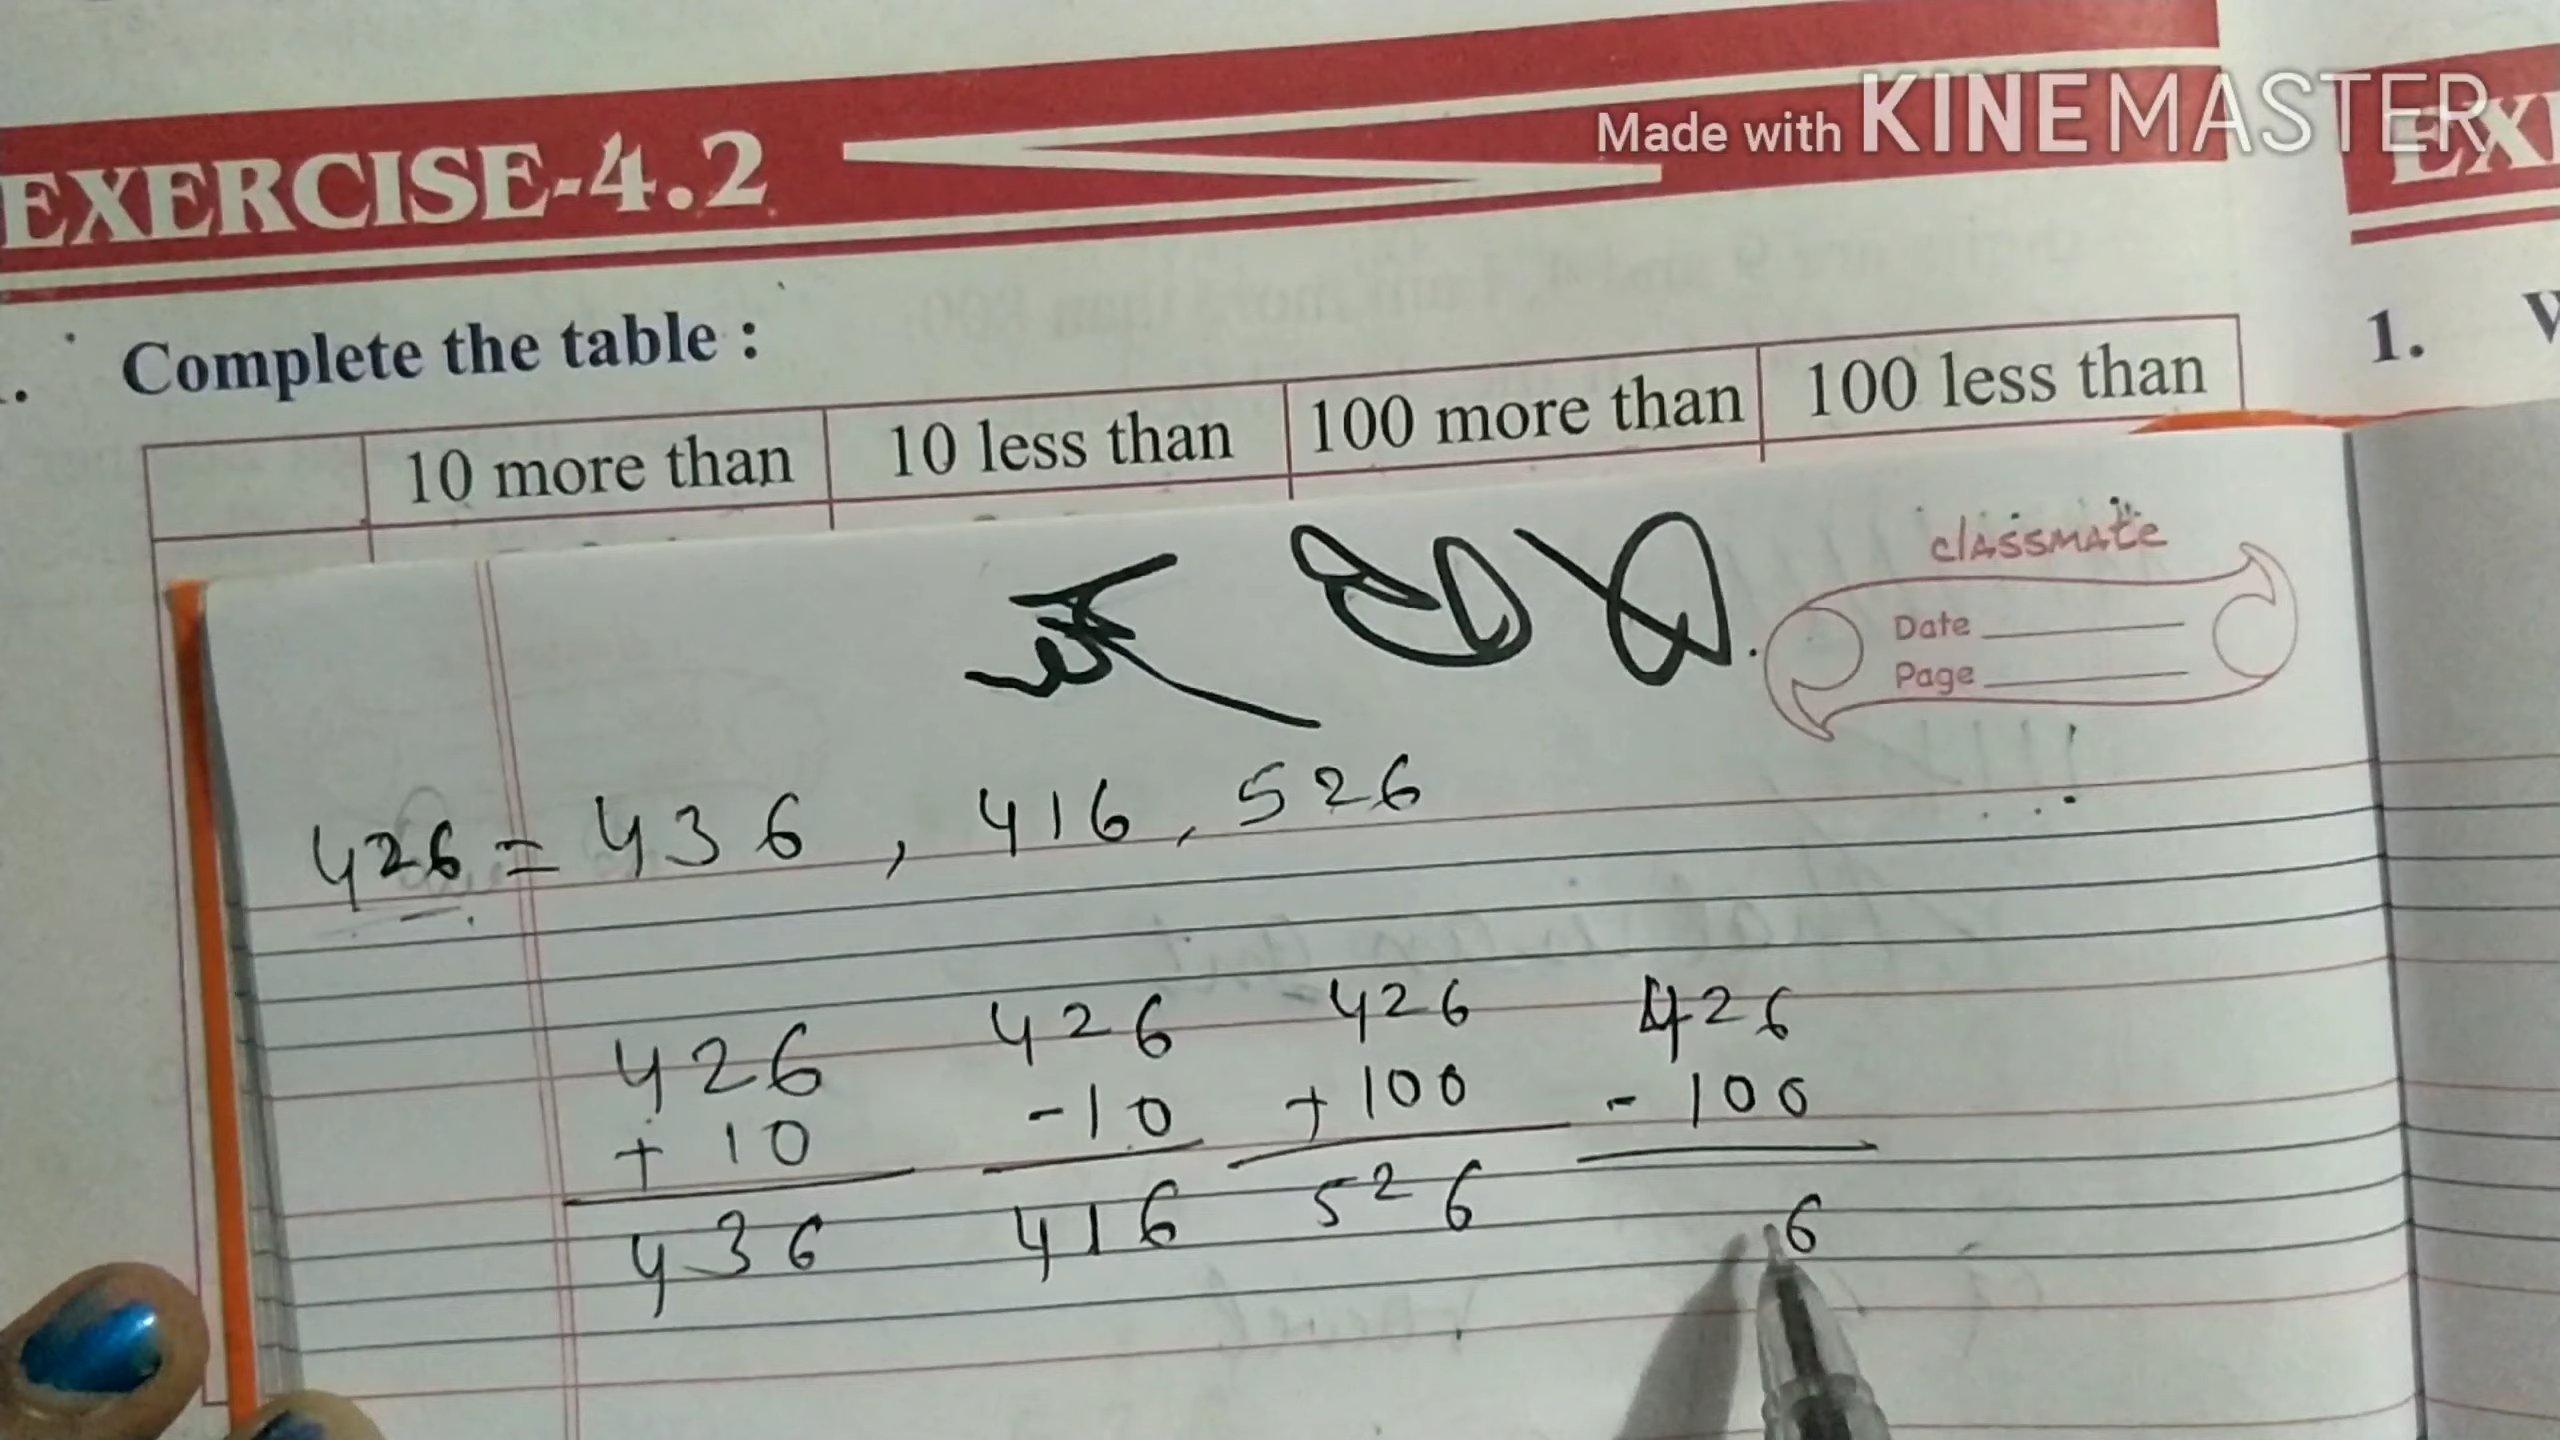 Made with KINEMASTER
EXERCISE-4.2
EX
Complete the table :
1.
10 more than 10 less than 100 more than 100 less than
classmate
Date
Page
426 = 436 , 416 , 526
426 426 426 426
+ 10 -10 + 100 - 100
436 416 526 6